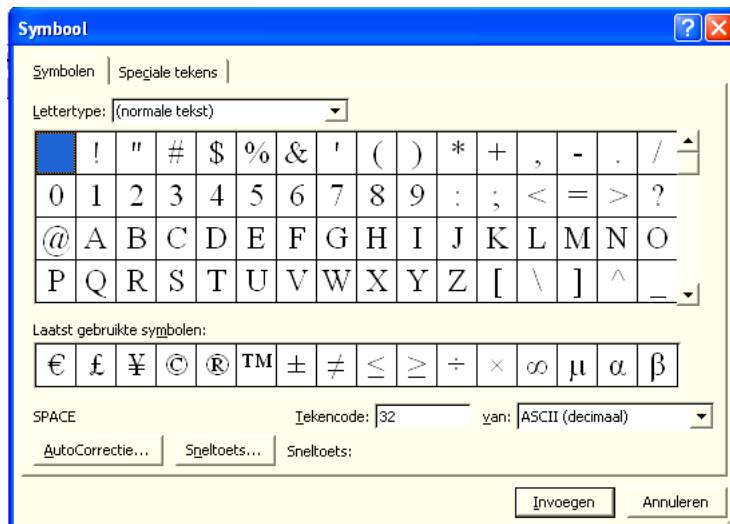 Symbool
Symbolen Speciale tekens
Lettertype: (normale tekst)
! " # $ % & ' ( ) * + , - . /
0 1 2 3 4 5 6 7 8 9 : ; < = > ?
@ A B C D E F G H I J K L M N O
P Q R S T U V W X Y Z [ \ ] ^ _
Laatst gebruikte symbolen:
€ £ ¥ © ® ™ ± ≠ ≤ ≥ ÷ × ∞ µ α β
SPACE Tekencode: 32 van: ASCII (decimaal)
AutoCorrectie... Sneltoets... Sneltoets:
Invoegen Annuleren